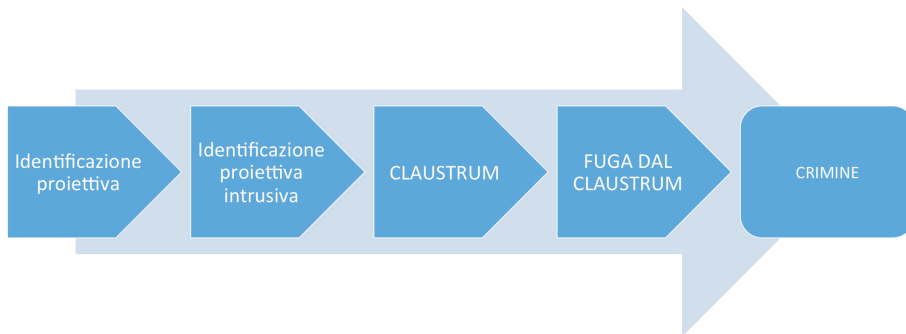 Identificazione
proiettiva
Identificazione
proiettiva
intrusiva
CLAUSTRUM
FUGA DAL
CLAUSTRUM
CRIMINE